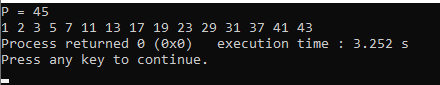 P = 45
1 2 3 5 7 11 13 17 19 23 29 31 37 41 43
Process returned 0 (0x0)   execution time : 3.252 s
Press any key to continue.